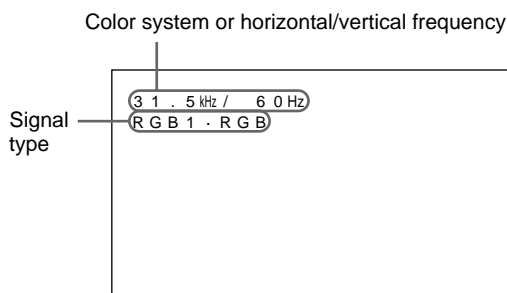 Color system or horizontal/vertical frequency
31.5kHz/ 60Hz
Signal
type
RGB1·RGB